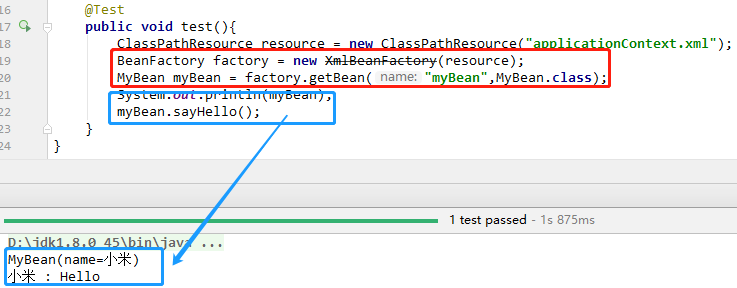 16 @Test
17 public void test(){
18 ClassPathResource resource = new ClassPathResource("applicationContext.xml");
19 BeanFactory factory = new XmlBeanFactory(resource);
20 MyBean myBean = factory.getBean( name: "myBean",MyBean.class);
21 System.out.println(myBean);
22 myBean.sayHello();
23 }
24 }
1 test passed - 1s 875ms
D:\jdk1.8.0_45\bin\java ...
MyBean(name=小米)
小米 : Hello